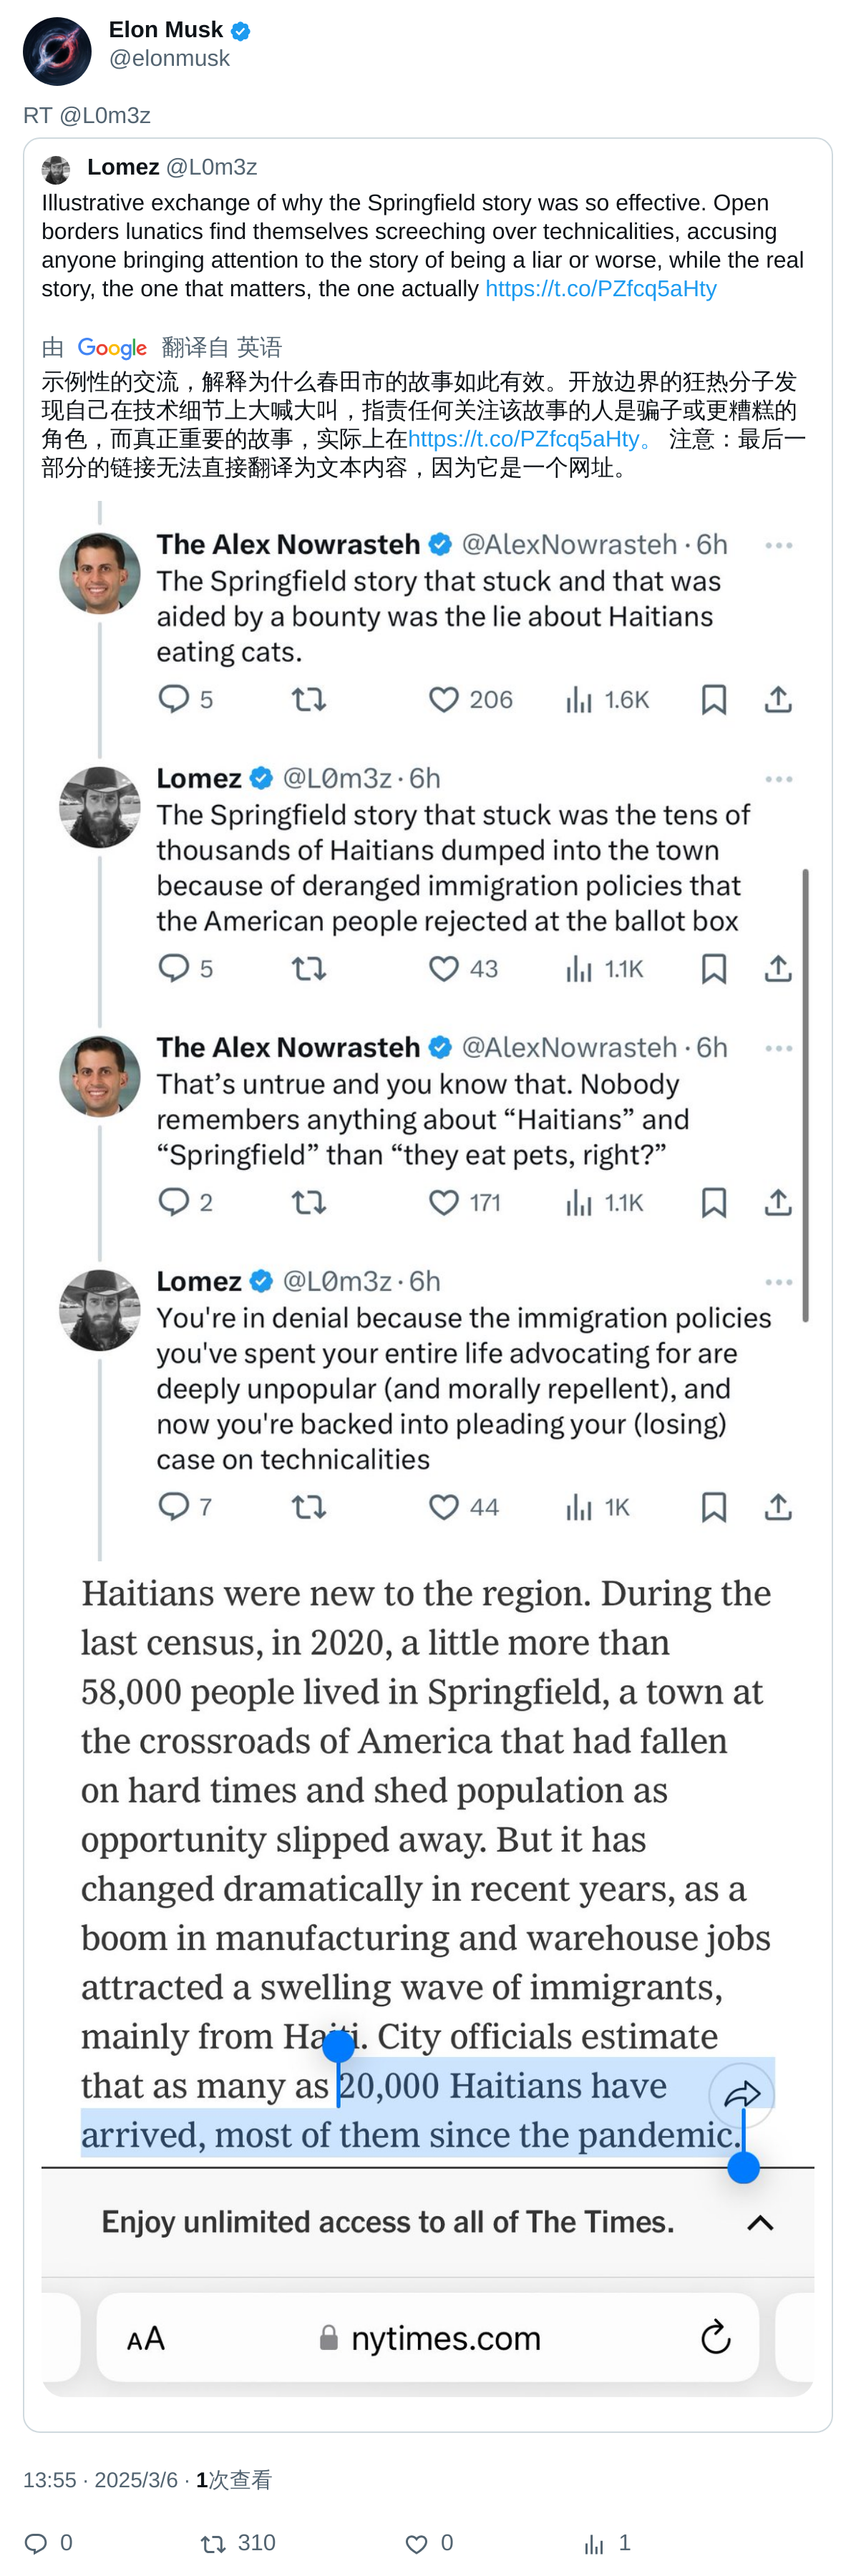 Elon Musk
@elonmusk
RT @L0m3z
Lomez @L0m3z
Illustrative exchange of why the Springfield story was so effective. Open
borders lunatics find themselves screeching over technicalities, accusing
anyone bringing attention to the story of being a liar or worse, while the real
story, the one that matters, the one actually https://t.co/PZfcq5aHty
由 Google 翻译自 英语
示例性的交流，解释为什么春田市的故事如此有效。开放边界的狂热分子发
现自己在技术细节上大喊大叫，指责任何关注该故事的人是骗子或更糟糕的
角色，而真正重要的故事，实际上在https://t.co/PZfcq5aHty。 注意：最后一
部分的链接无法直接翻译为文本内容，因为它是一个网址。
The Alex Nowrasteh @AlexNowrasteh · 6h
The Springfield story that stuck and that was
aided by a bounty was the lie about Haitians
eating cats.
5 206 1.6K
Lomez @L0m3z · 6h
The Springfield story that stuck was the tens of
thousands of Haitians dumped into the town
because of deranged immigration policies that
the American people rejected at the ballot box
5 43 1.1K
The Alex Nowrasteh @AlexNowrasteh · 6h
That's untrue and you know that. Nobody
remembers anything about “Haitians” and
“Springfield” than “they eat pets, right?”
2 171 1.1K
Lomez @L0m3z · 6h
You're in denial because the immigration policies
you've spent your entire life advocating for are
deeply unpopular (and morally repellent), and
now you're backed into pleading your (losing)
case on technicalities
7 44 1K
Haitians were new to the region. During the
last census, in 2020, a little more than
58,000 people lived in Springfield, a town at
the crossroads of America that had fallen
on hard times and shed population as
opportunity slipped away. But it has
changed dramatically in recent years, as a
boom in manufacturing and warehouse jobs
attracted a swelling wave of immigrants,
mainly from Haiti. City officials estimate
that as many as 20,000 Haitians have
arrived, most of them since the pandemic.
Enjoy unlimited access to all of The Times.
AA nytimes.com
13:55 · 2025/3/6 · 1次查看
0 310 0 1